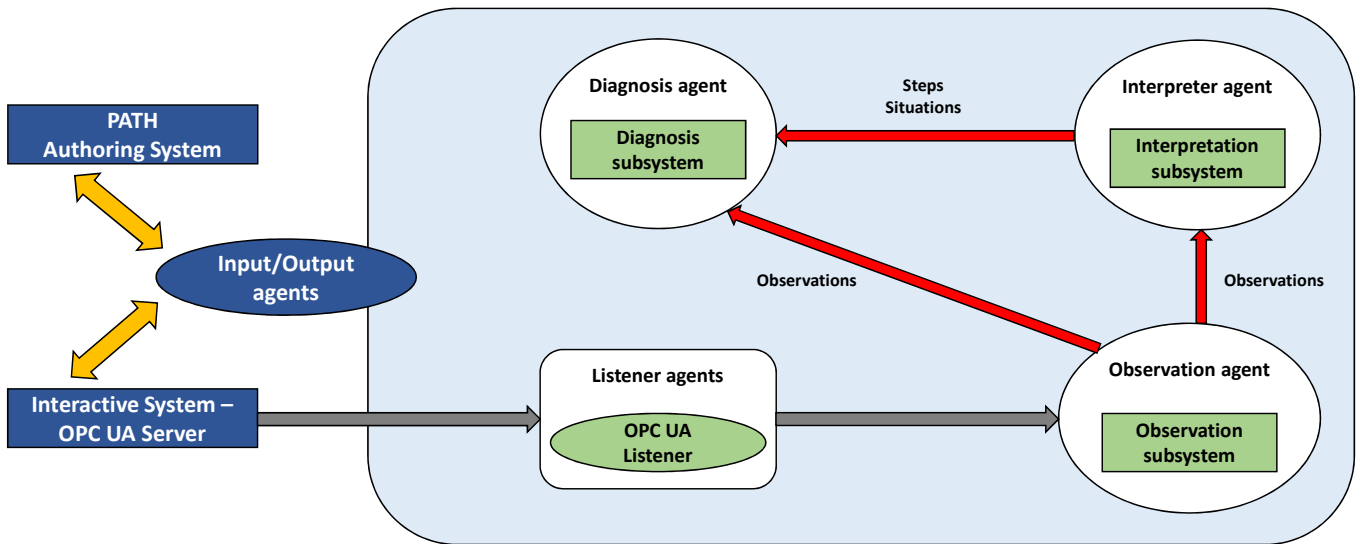 PATH
Authoring System
Input/Output
agents
Interactive System –
OPC UA Server
Diagnosis agent
Diagnosis
subsystem
Steps
Situations
Interpreter agent
Interpretation
subsystem
Observations
Observations
Listener agents
OPC UA
Listener
Observation agent
Observation
subsystem